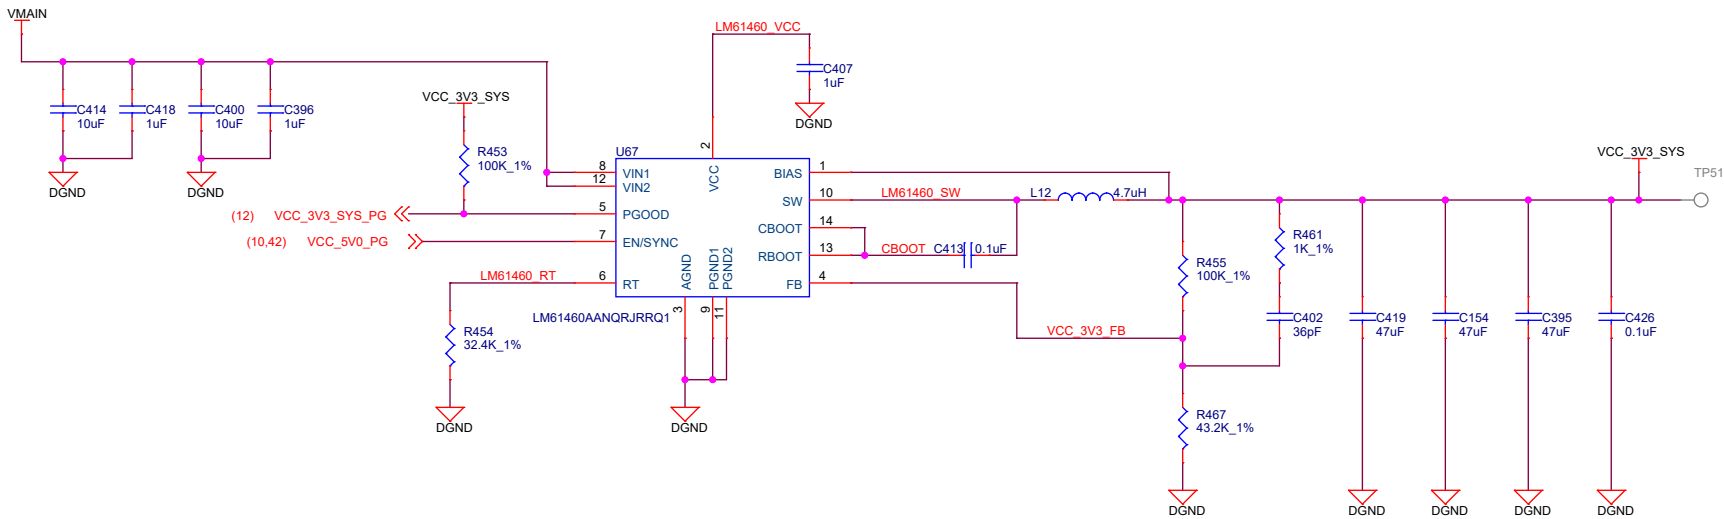 VMAIN
LM61460_VCC
C407
1uF
DGND
C414
10uF
C418
1uF
C400
10uF
C396
1uF
DGND
DGND
VCC_3V3_SYS
R453
100K_1%
U67
8
VIN1
12
VIN2
5
PGOOD
7
EN/SYNC
6
RT
2
VCC
BIAS
1
SW
10
CBOOT
14
RBOOT
13
FB
4
AGND
3
PGND1
9
PGND2
11
LM61460AANQRJRRQ1
(12) VCC_3V3_SYS_PG
(10,42) VCC_5V0_PG
LM61460_RT
R454
32.4K_1%
DGND
DGND
LM61460_SW
L12
4.7uH
CBOOT
C413
0.1uF
VCC_3V3_FB
R455
100K_1%
R461
1K_1%
C402
36pF
R467
43.2K_1%
DGND
C419
47uF
DGND
C154
47uF
DGND
C395
47uF
DGND
C426
0.1uF
DGND
VCC_3V3_SYS
TP51